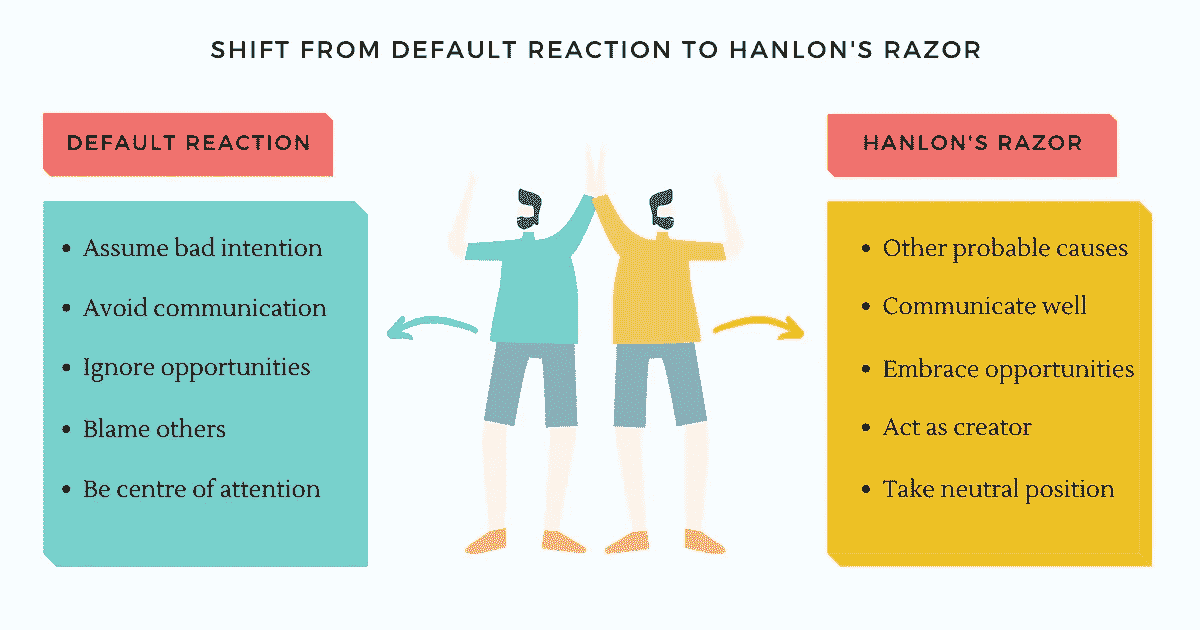 SHIFT FROM DEFAULT REACTION TO HANLON'S RAZOR
DEFAULT REACTION
• Assume bad intention
• Avoid communication
• Ignore opportunities
• Blame others
• Be centre of attention
HANLON'S RAZOR
• Other probable causes
• Communicate well
• Embrace opportunities
• Act as creator
• Take neutral position